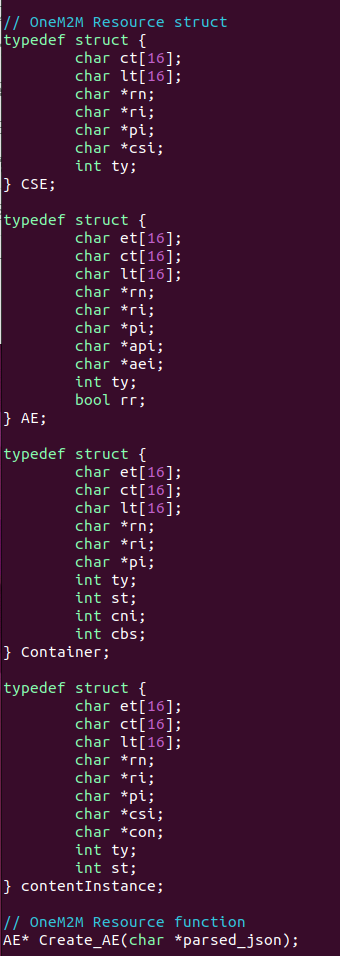 // OneM2M Resource struct
typedef struct {
        char ct[16];
        char lt[16];
        char *rn;
        char *ri;
        char *pi;
        char *csi;
        int ty;
} CSE;

typedef struct {
        char et[16];
        char ct[16];
        char lt[16];
        char *rn;
        char *ri;
        char *pi;
        char *api;
        char *aei;
        int ty;
        bool rr;
} AE;

typedef struct {
        char et[16];
        char ct[16];
        char lt[16];
        char *rn;
        char *ri;
        char *pi;
        int ty;
        int st;
        int cni;
        int cbs;
} Container;

typedef struct {
        char et[16];
        char ct[16];
        char lt[16];
        char *rn;
        char *ri;
        char *pi;
        char *csi;
        char *con;
        int ty;
        int st;
} contentInstance;

// OneM2M Resource function
AE* Create_AE(char *parsed_json);